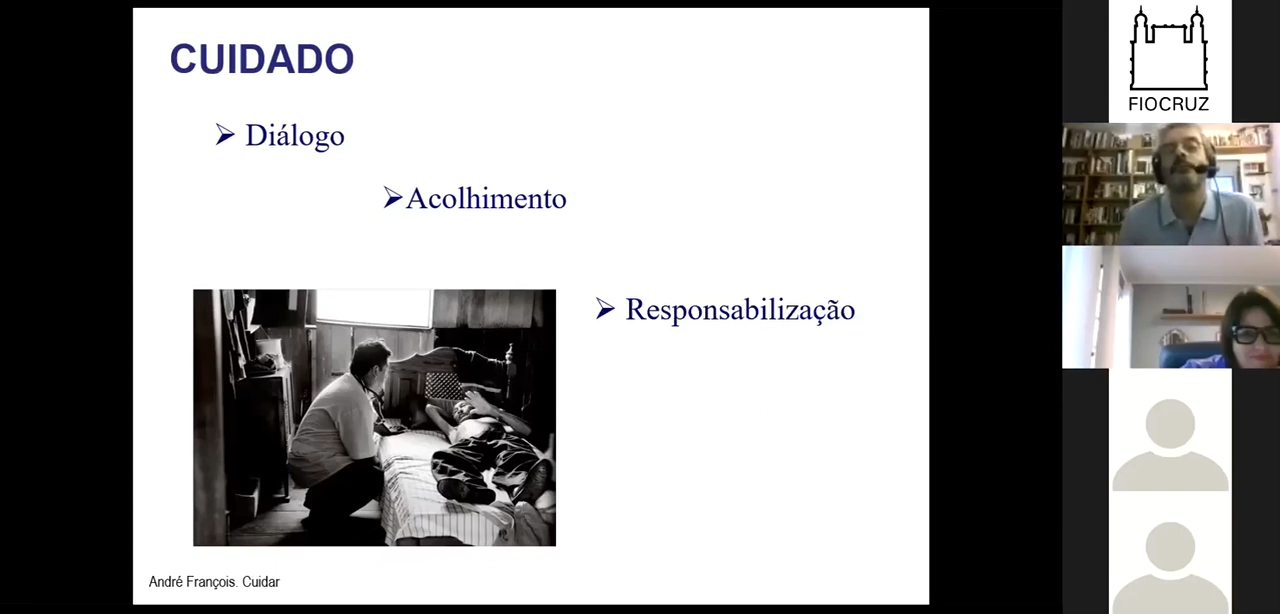 CUIDADO
➢ Diálogo
➢Acolhimento
➢ Responsabilização
André François. Cuidar
FIOCRUZ